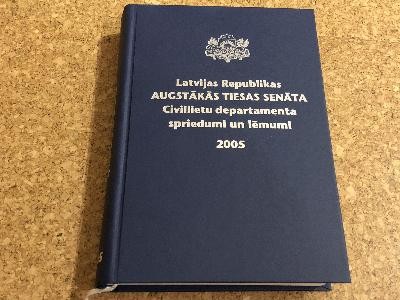 Latvijas Republikas
AUGSTĀKĀS TIESAS SENĀTA
Civillietu departamenta
spriedumi un lēmumi
2005